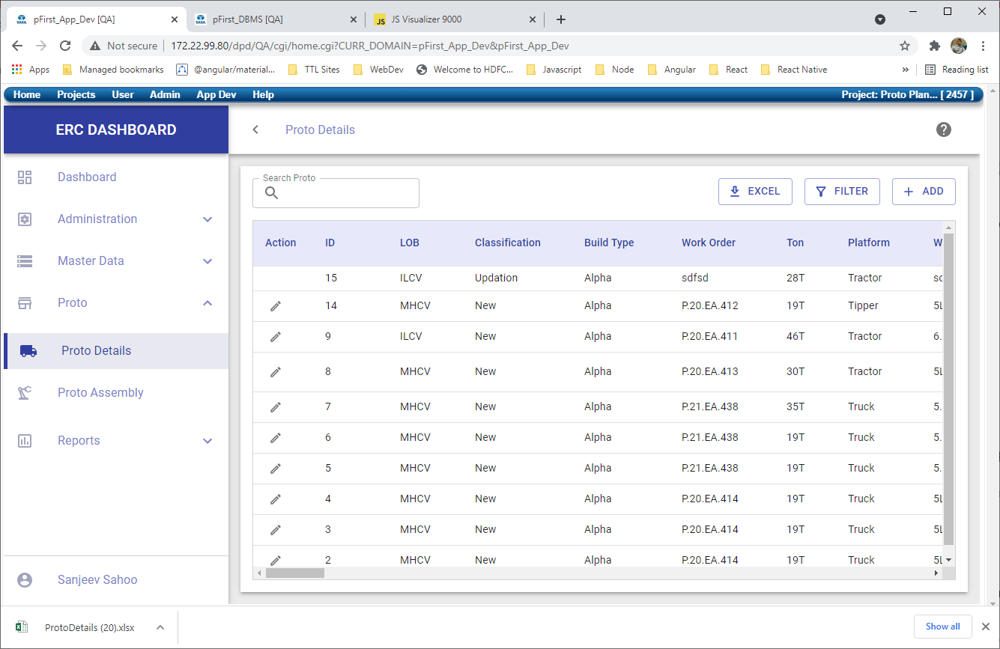 pFirst_App_Dev [QA] pFirst_DBMS [QA] JS JS Visualizer 9000
Not secure 172.22.99.80/dpd/QA/cgi/home.cgi?CURR_DOMAIN=pFirst_App_Dev&pFirst_App_Dev
Apps Managed bookmarks @angular/material... TTL Sites WebDev Welcome to HDFC... Javascript Node Angular React React Native » Reading list
Home Projects User Admin App Dev Help Project: Proto Plan... [ 2457 ]
ERC DASHBOARD Proto Details
Dashboard
Administration
Master Data
Proto
Proto Details
Proto Assembly
Reports
Sanjeev Sahoo
Search Proto
EXCEL FILTER ADD
Action ID LOB Classification Build Type Work Order Ton Platform W
15 ILCV Updation Alpha sdfsd 28T Tractor
14 MHCV New Alpha P.20.EA.412 19T Tipper 5L
9 ILCV New Alpha P.20.EA.411 46T Tractor 6.
8 MHCV New Alpha P.20.EA.413 30T Tractor 5L
7 MHCV New Alpha P.21.EA.438 35T Truck 5.
6 MHCV New Alpha P.21.EA.438 19T Truck 5.
5 MHCV New Alpha P.21.EA.438 19T Truck 5.
4 MHCV New Alpha P.20.EA.414 19T Truck 5L
3 MHCV New Alpha P.20.EA.414 19T Truck 5L
2 MHCV New Alpha P.20.EA.414 19T Truck 5L
ProtoDetails (20).xlsx Show all